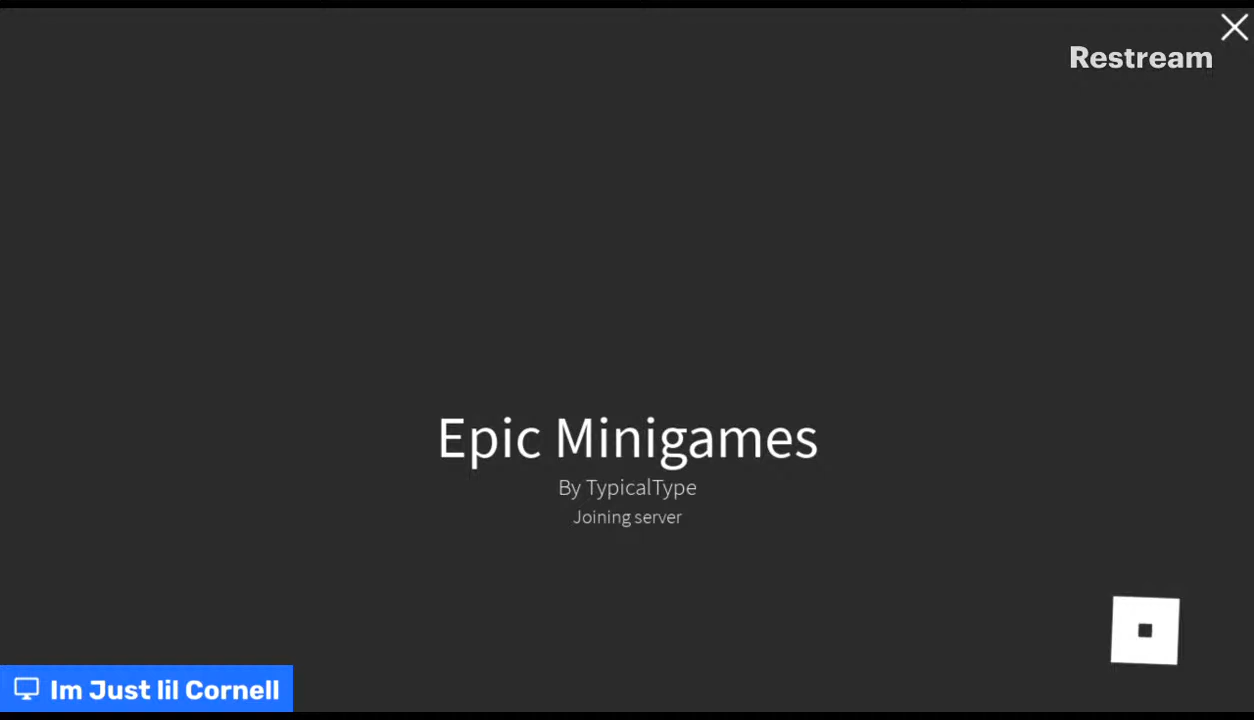 Restream
Epic Minigames
By TypicalType
Joining server
Im Just lil Cornell